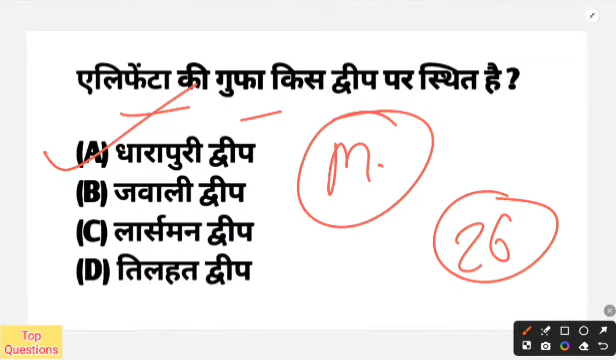 एलिफेंटा की गुफा किस द्वीप पर स्थित है ?
(A) धारापुरी द्वीप
(B) जवाली द्वीप
(C) लार्समन द्वीप
(D) तिलहत द्वीप
M.
26
Top
Questions